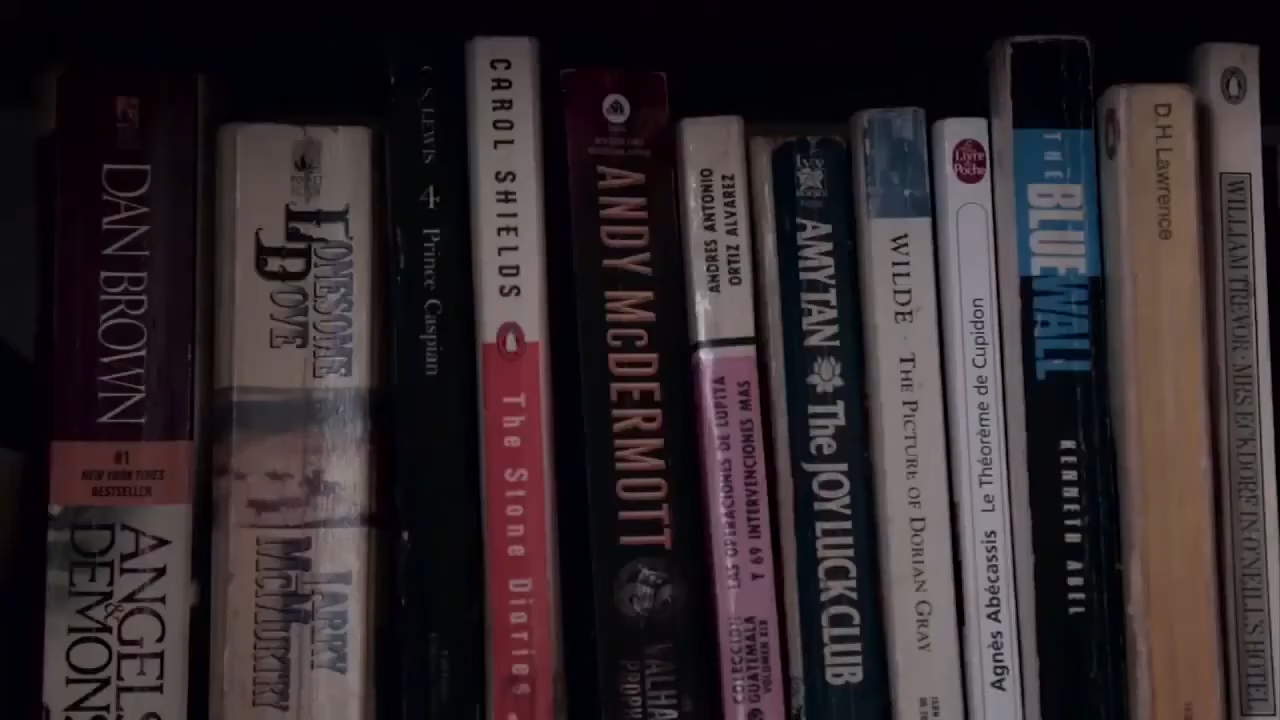 DAN BROWN
#1
NEW YORK TIMES
BESTSELLER
ANGELS
&
DEMONS
LONESOME
DOVE
LARRY
McMURTRY
C.S. LEWIS 4 Prince Caspian
CAROL SHIELDS
The Stone Diaries
ANDY McDERMOTT
ANDRES ANTONIO
ORTIZ ALVAREZ
LAS OPERACIONES DE LUPITA
Y 69 INTERVENCIONES MAS
COLECCION
GUATEMALA
VOLUMEN XIX
AMY TAN The JOY LUCK CLUB
WILDE · THE PICTURE OF DORIAN GRAY
Le
Livre
de
Poche
Agnès Abécassis Le Théorème de Cupidon
THE
BLUE WALL
KENNETH ABEL
D.H. Lawrence
WILLIAM TREVOR · MRS ECKDORF IN O'NEILL'S HOTEL